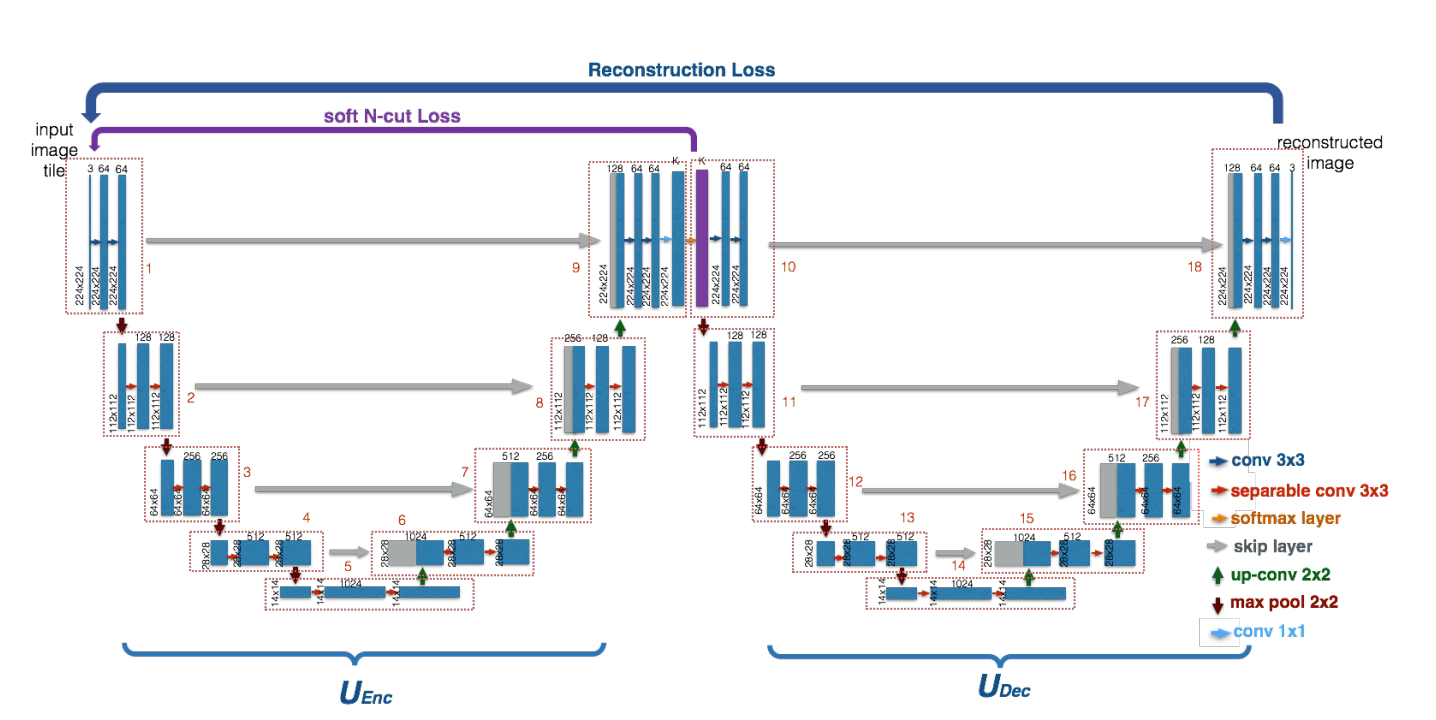 Reconstruction Loss
soft N-cut Loss
input
image
tile
reconstructed
image
3 64 64
224x224 224x224 224x224
1
128 64 64 K
224x224 224x224 224x224 224x224
9
K 64 64
224x224 224x224
10
128 64 64 3
224x224 224x224 224x224 224x224
18
128 128
112x112 112x112 112x112
2
256 128
112x112 112x112 112x112
8
128 128
112x112 112x112 112x112
11
256 128
112x112 112x112 112x112
17
256 256
64x64 64x64 64x64
3
512 256
64x64 64x64 64x64
7
256 256
64x64 64x64 64x64
12
512 256
64x64 64x64 64x64
16
4
512 512
28x28 28x28 28x28
6
1024 512
28x28 28x28 28x28
13
512 512
28x28 28x28 28x28
15
1024 512
28x28 28x28 28x28
5
1024
14x14 14x14 14x14
14
1024
14x14 14x14 14x14
conv 3x3
separable conv 3x3
softmax layer
skip layer
up-conv 2x2
max pool 2x2
conv 1x1
UEnc
UDec